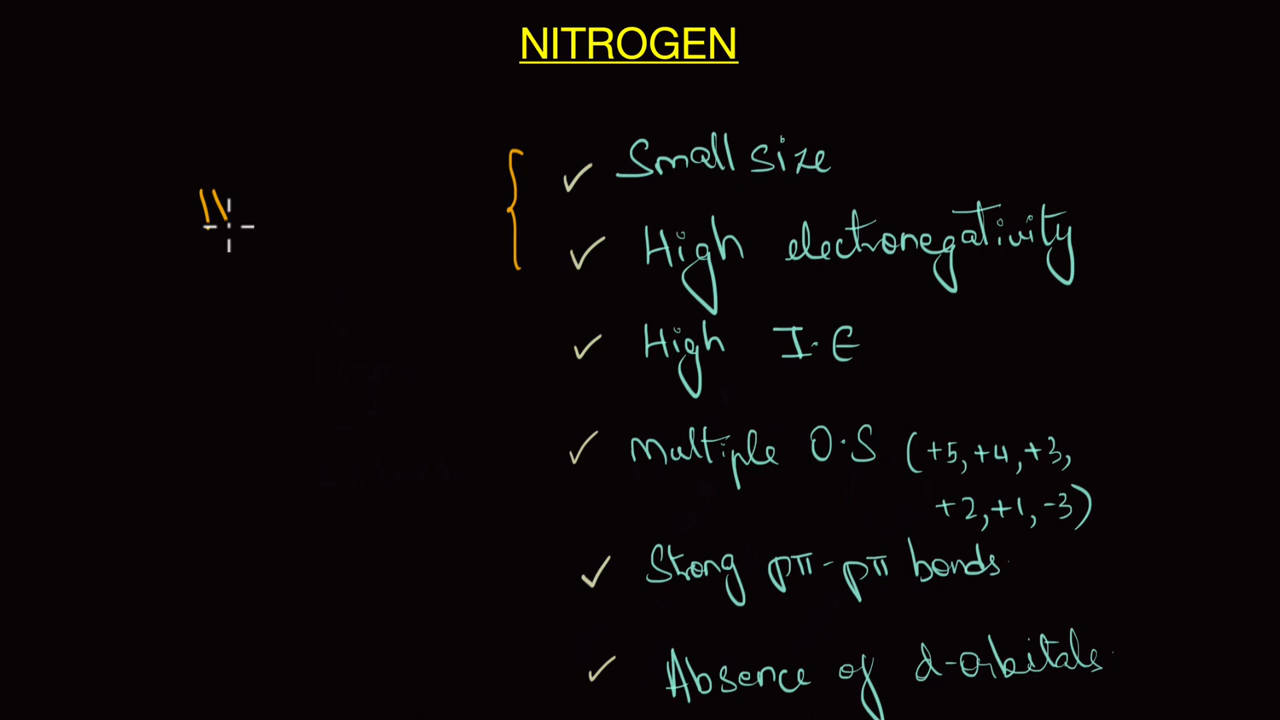 NITROGEN
✓ Small size
✓ High electronegativity
✓ High I.E
✓ Multiple O.S (+5, +4, +3,
+2, +1, -3)
✓ Strong pπ-pπ bonds
✓ Absence of d-orbitals